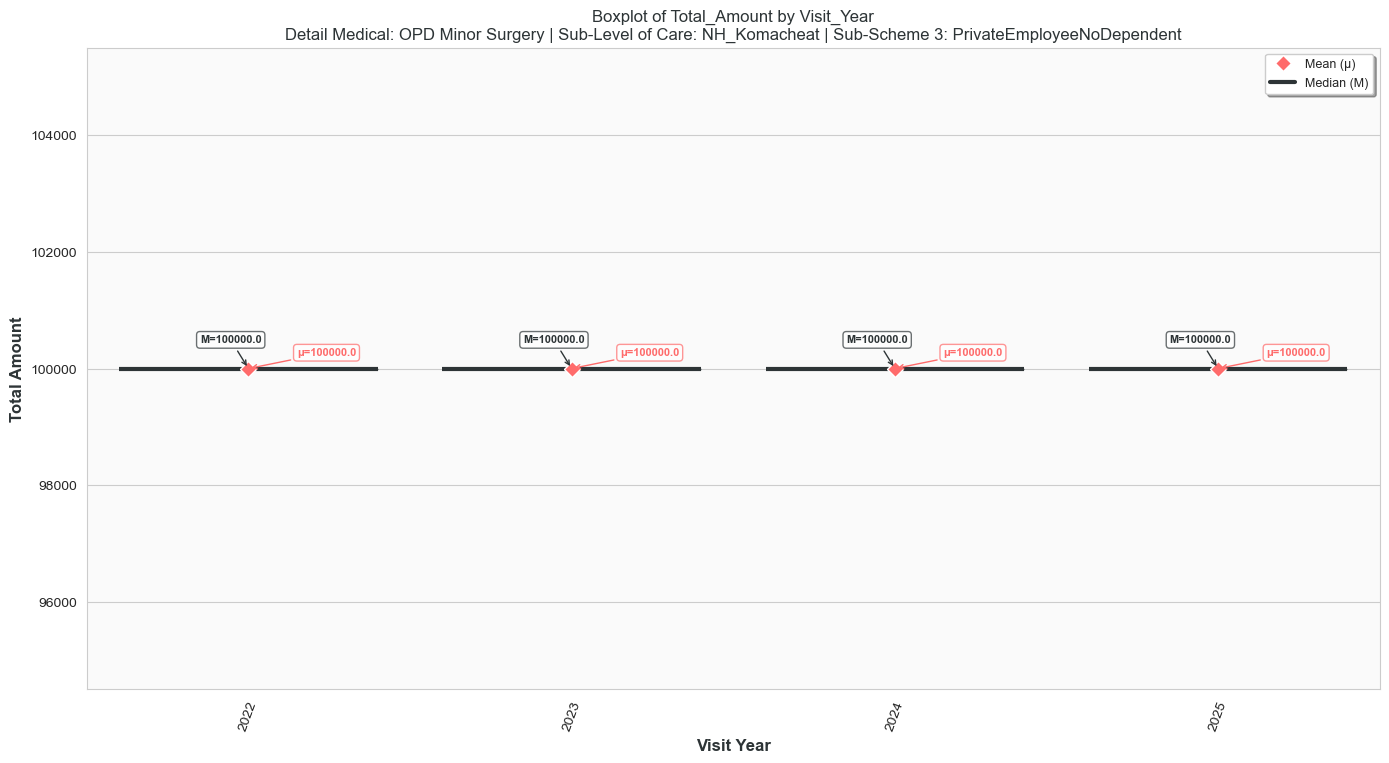 Boxplot of Total_Amount by Visit_Year
Detail Medical: OPD Minor Surgery | Sub-Level of Care: NH_Komacheat | Sub-Scheme 3: PrivateEmployeeNoDependent
Mean (μ)
Median (M)
Total Amount
104000
102000
100000
98000
96000
M=100000.0
μ=100000.0
M=100000.0
μ=100000.0
M=100000.0
μ=100000.0
M=100000.0
μ=100000.0
2022
2023
2024
2025
Visit Year